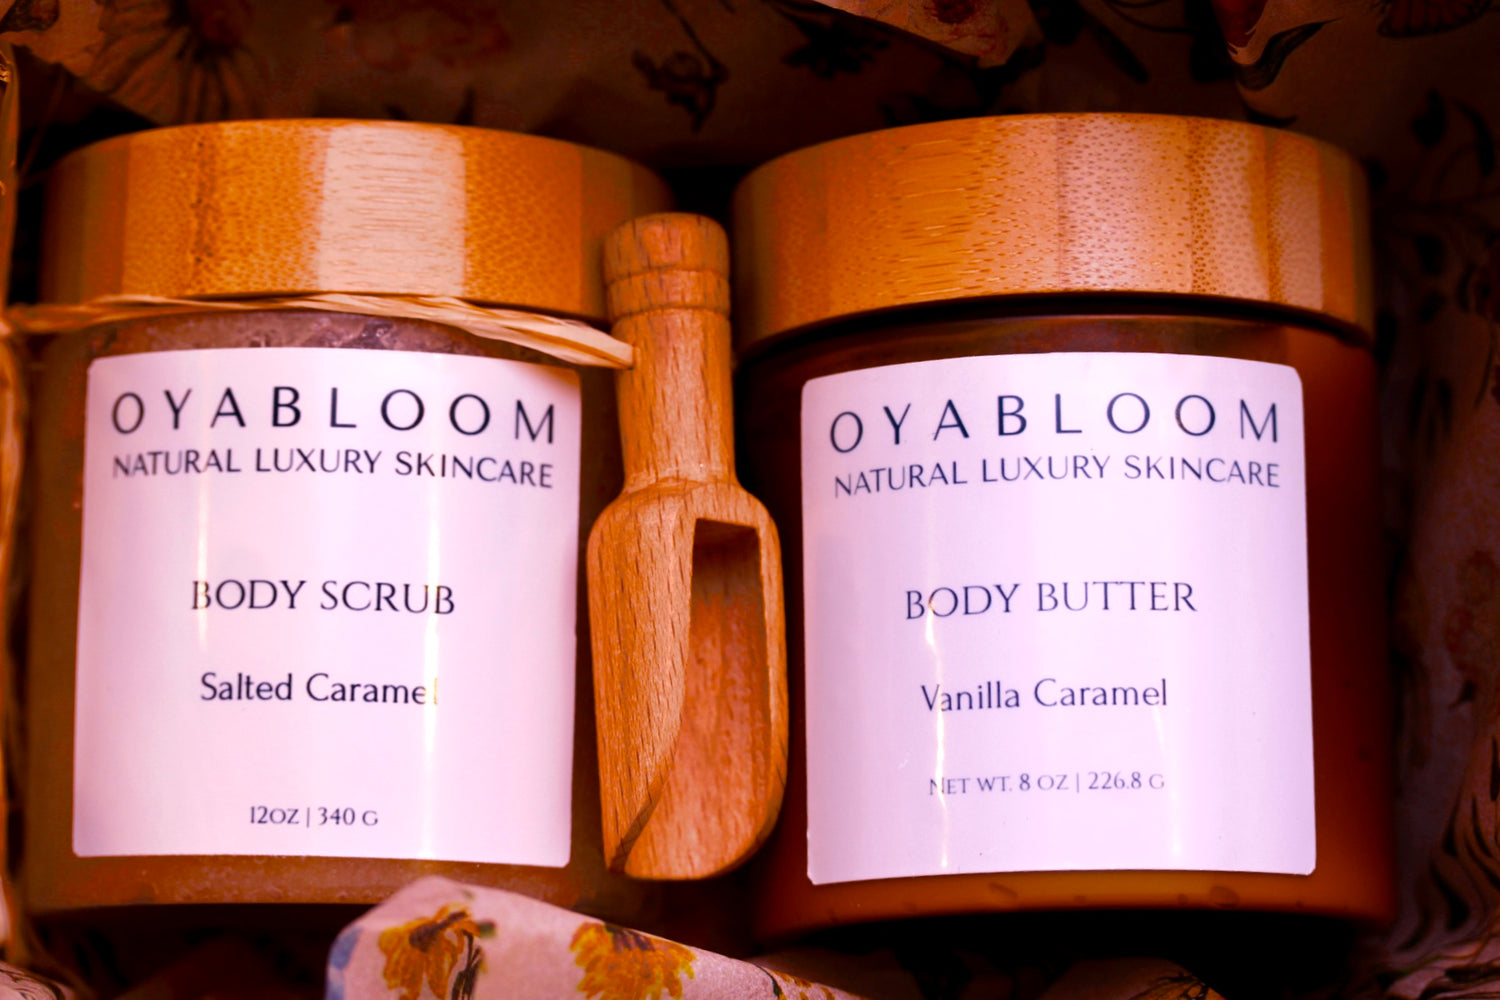 OYABLOOM
NATURAL LUXURY SKINCARE
BODY SCRUB
Salted Caramel
12OZ | 340 G
OYABLOOM
NATURAL LUXURY SKINCARE
BODY BUTTER
Vanilla Caramel
NET WT. 8 OZ | 226.8 G